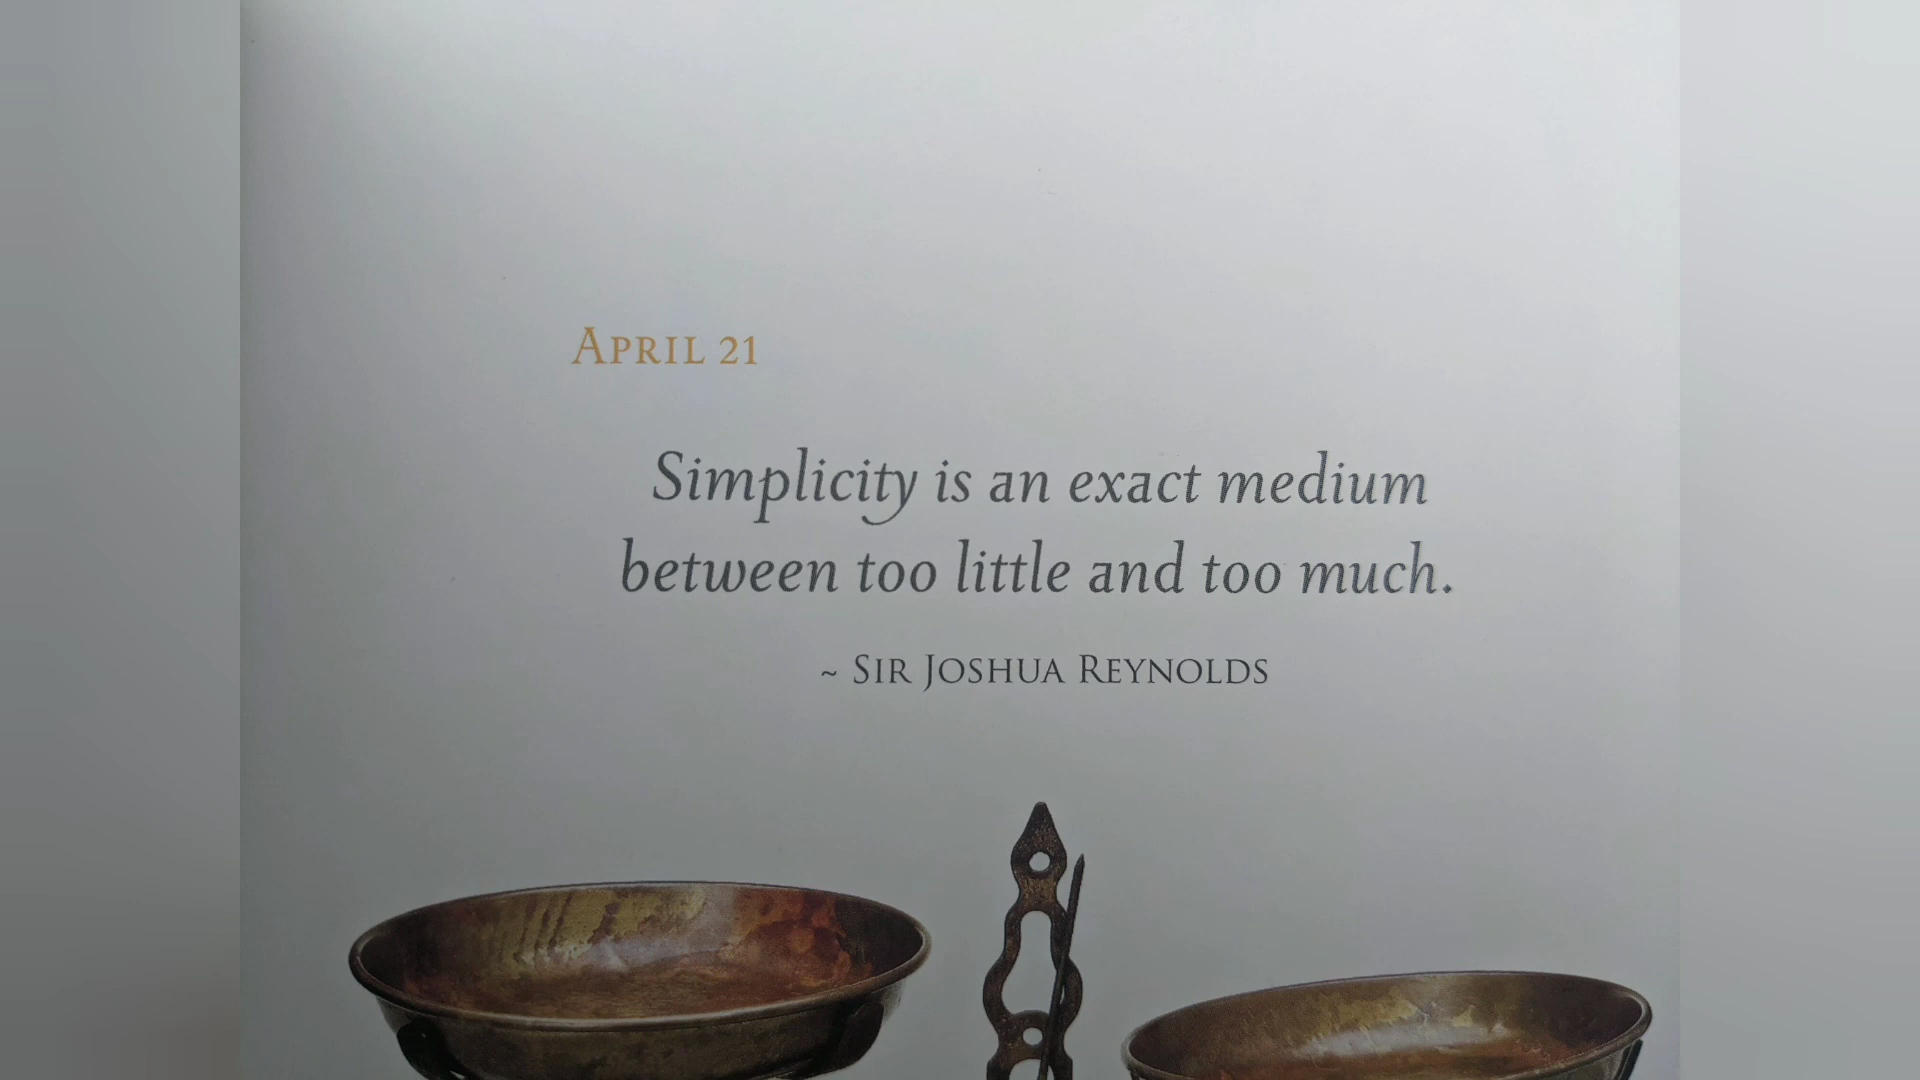 APRIL 21
Simplicity is an exact medium
between too little and too much.
~ SIR JOSHUA REYNOLDS